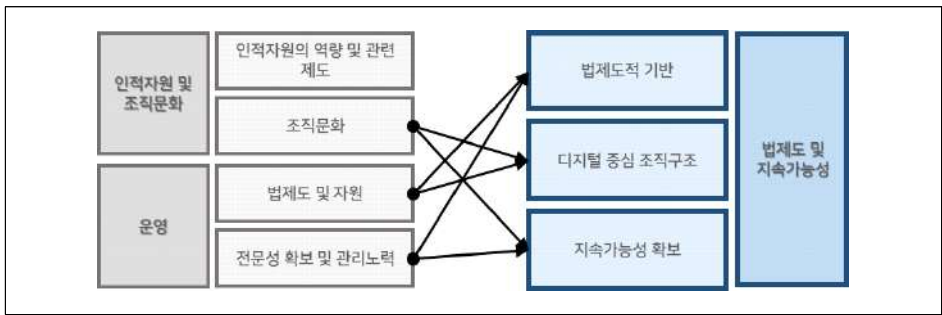 인적자원 및
조직문화
인적자원의 역량 및 관련
제도
조직문화
운영
법제도 및 자원
전문성 확보 및 관리노력
법제도적 기반
디지털 중심 조직구조
지속가능성 확보
법제도 및
지속가능성